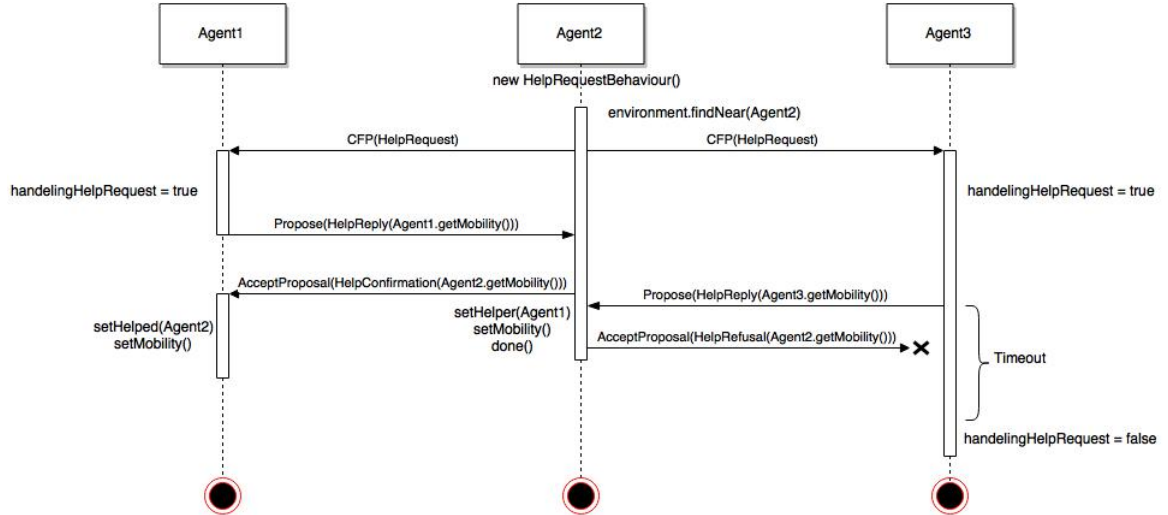 Agent1
Agent2
Agent3
new HelpRequestBehaviour()
environment.findNear(Agent2)
CFP(HelpRequest)
CFP(HelpRequest)
handelingHelpRequest = true
handelingHelpRequest = true
Propose(HelpReply(Agent1.getMobility()))
AcceptProposal(HelpConfirmation(Agent2.getMobility()))
Propose(HelpReply(Agent3.getMobility()))
setHelped(Agent2)
setMobility()
setHelper(Agent1)
setMobility()
done()
AcceptProposal(HelpRefusal(Agent2.getMobility()))
Timeout
handelingHelpRequest = false